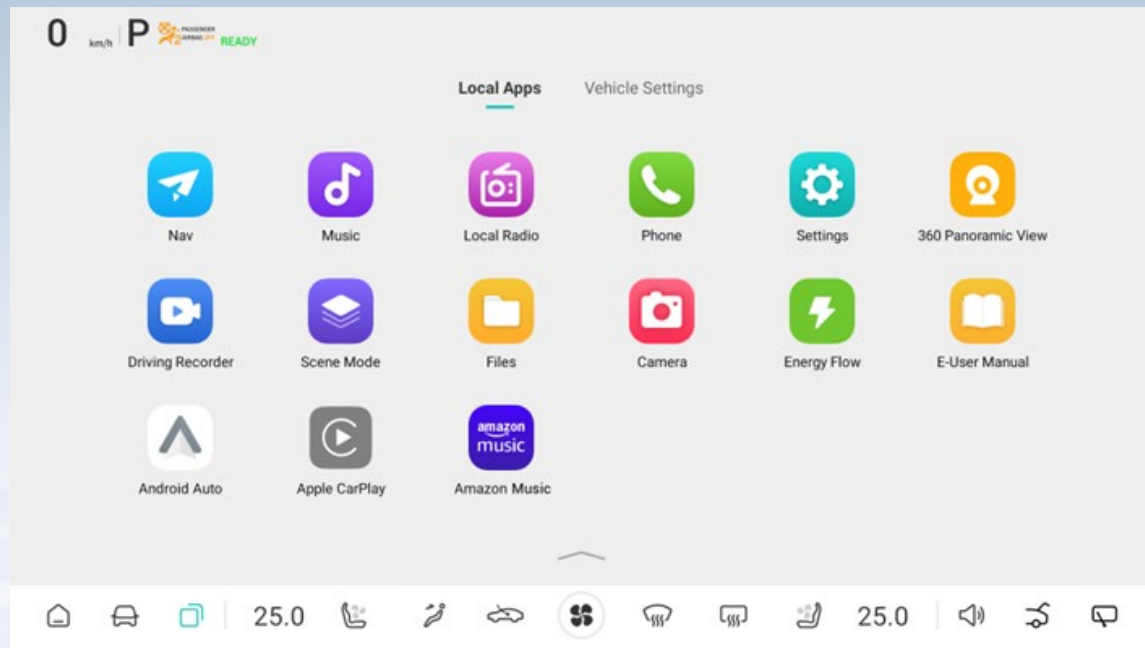 0 km/h P PASSENGER AIRBAG OFF READY
Local Apps Vehicle Settings
Nav Music Local Radio Phone Settings 360 Panoramic View
Driving Recorder Scene Mode Files Camera Energy Flow E-User Manual
amazon music
Android Auto Apple CarPlay Amazon Music
25.0 25.0